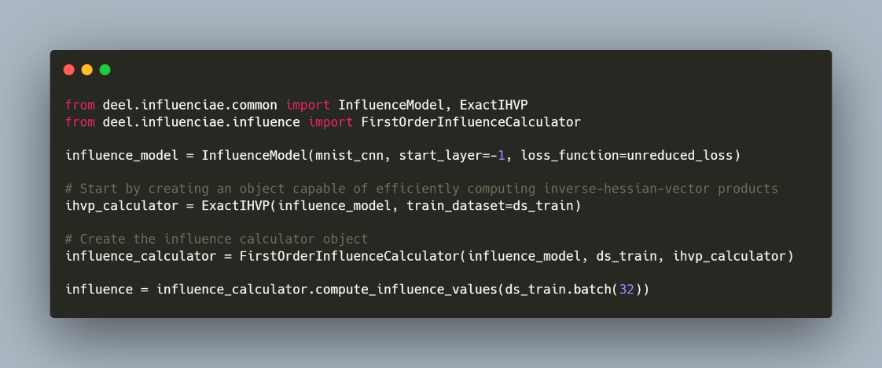 from deel.influenciae.common import InfluenceModel, ExactIHVP
from deel.influenciae.influence import FirstOrderInfluenceCalculator
influence_model = InfluenceModel(mnist_cnn, start_layer=-1, loss_function=unreduced_loss)
# Start by creating an object capable of efficiently computing inverse-hessian-vector products
ihvp_calculator = ExactIHVP(influence_model, train_dataset=ds_train)
# Create the influence calculator object
influence_calculator = FirstOrderInfluenceCalculator(influence_model, ds_train, ihvp_calculator)
influence = influence_calculator.compute_influence_values(ds_train.batch(32))